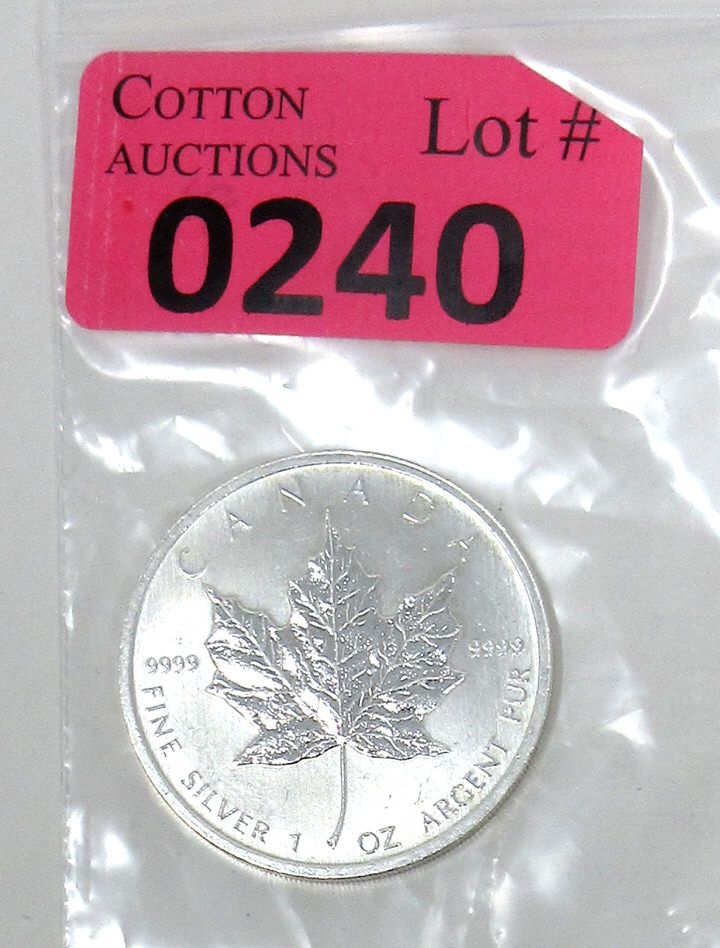 COTTON
AUCTIONS
Lot #
0240
CANADA
9999
9999
FINE SILVER 1 OZ ARGENT PUR